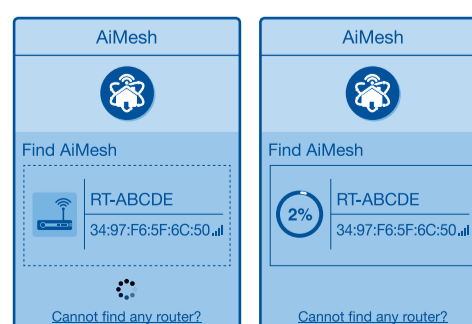 AiMesh
Find AiMesh
RT-ABCDE
34:97:F6:5F:6C:50
Cannot find any router?
AiMesh
Find AiMesh
2%
RT-ABCDE
34:97:F6:5F:6C:50
Cannot find any router?